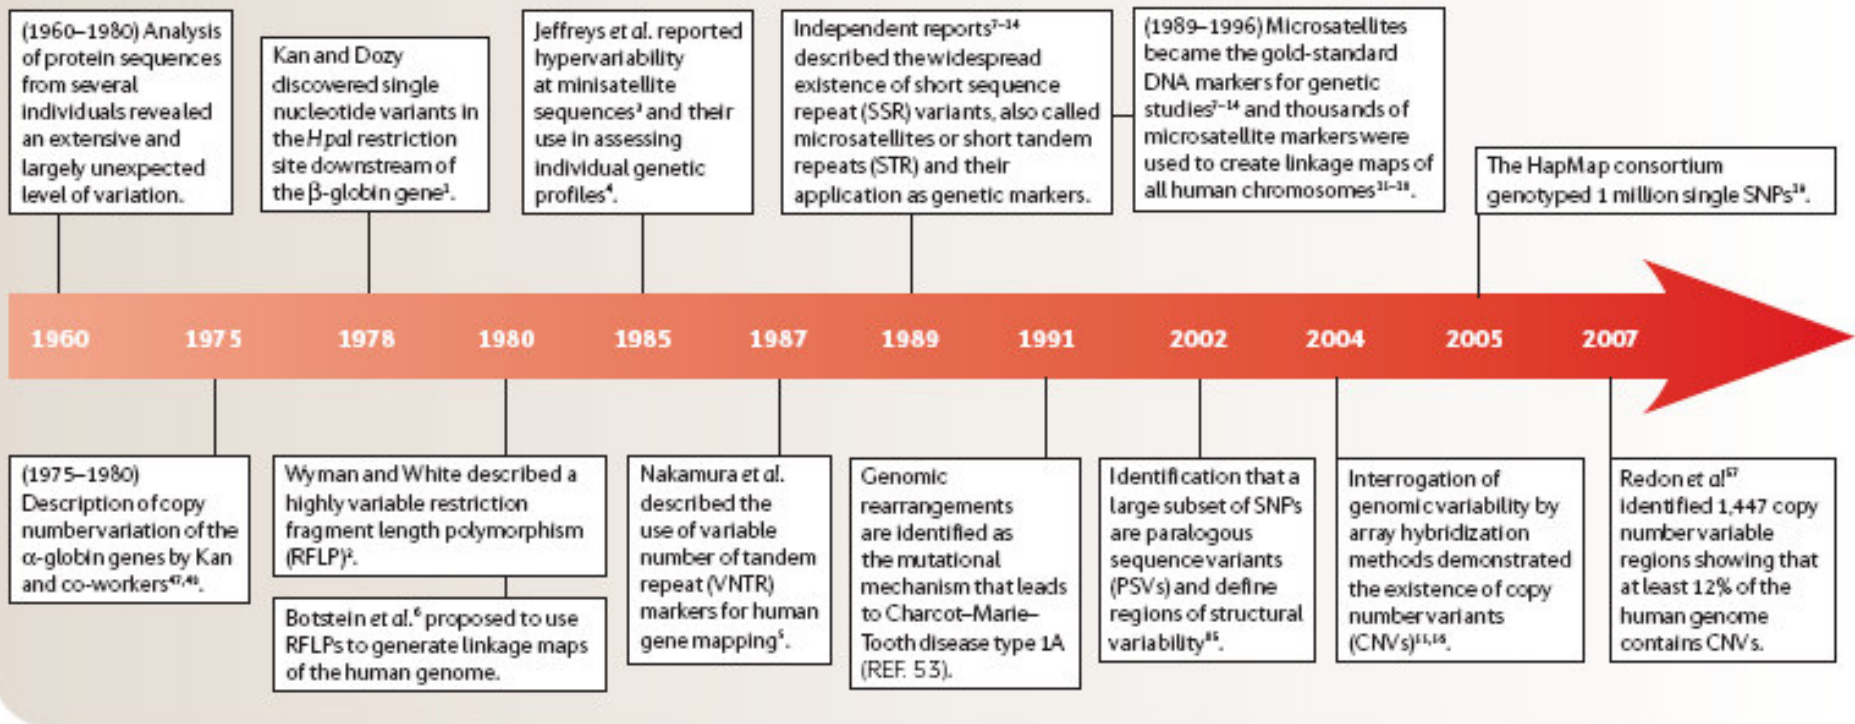 (1960–1980) Analysis
of protein sequences
from several
individuals revealed
an extensive and
largely unexpected
level of variation.
Kan and Dozy
discovered single
nucleotide variants in
the HpaI restriction
site downstream of
the β-globin gene¹.
Jeffreys et al. reported
hypervariability
at minisatellite
sequences³ and their
use in assessing
individual genetic
profiles⁴.
Independent reports⁷⁻¹⁴
described the widespread
existence of short sequence
repeat (SSR) variants, also called
microsatellites or short tandem
repeats (STR) and their
application as genetic markers.
(1989–1996) Microsatellites
became the gold-standard
DNA markers for genetic
studies⁷⁻¹⁴ and thousands of
microsatellite markers were
used to create linkage maps of
all human chromosomes
The HapMap consortium
genotyped 1 million single SNPs
1960 1975 1978 1980 1985 1987 1989 1991 2002 2004 2005 2007
(1975–1980)
Description of copy
number variation of the
α-globin genes by Kan
and co-workers
Wyman and White described a
highly variable restriction
fragment length polymorphism
(RFLP)².
Botstein et al.⁶ proposed to use
RFLPs to generate linkage maps
of the human genome.
Nakamura et al.
described the
use of variable
number of tandem
repeat (VNTR)
markers for human
gene mapping⁵.
Genomic
rearrangements
are identified as
the mutational
mechanism that leads
to Charcot–Marie–
Tooth disease type 1A
(REF. 53).
Identification that a
large subset of SNPs
are paralogous
sequence variants
(PSVs) and define
regions of structural
variability
Interrogation of
genomic variability by
array hybridization
methods demonstrated
the existence of copy
number variants
(CNVs)
Redon et al⁵⁷
identified 1,447 copy
number variable
regions showing that
at least 12% of the
human genome
contains CNVs.